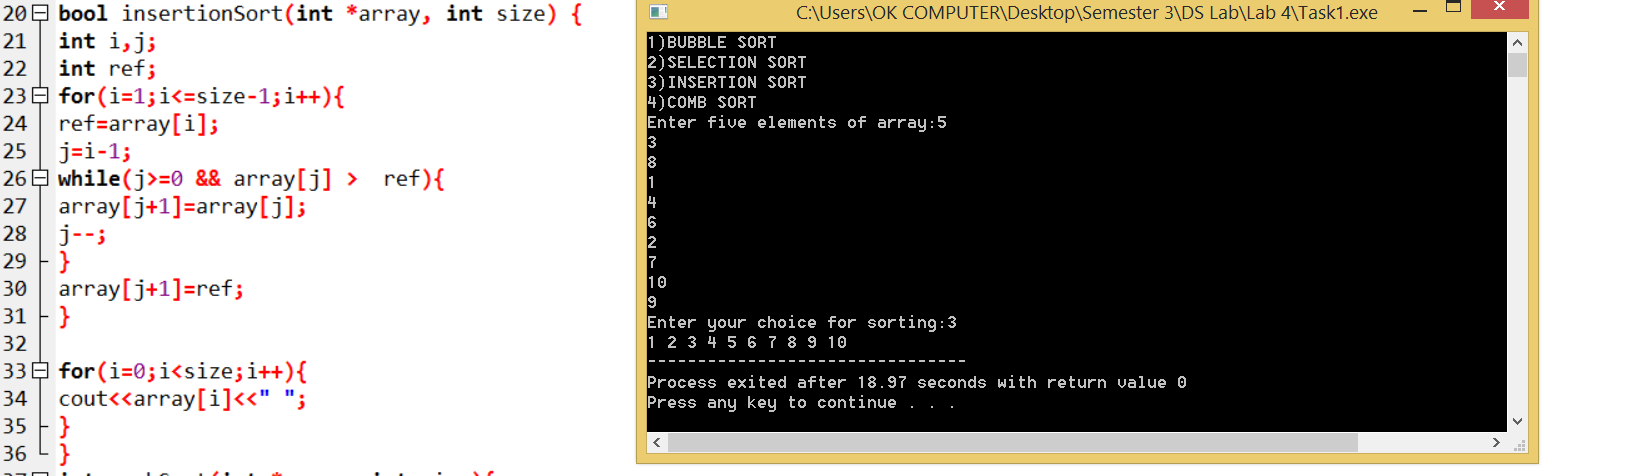 20 bool insertionSort(int *array, int size) {
21 int i,j;
22 int ref;
23 for(i=1;i<=size-1;i++){
24 ref=array[i];
25 j=i-1;
26 while(j>=0 && array[j] >  ref){
27 array[j+1]=array[j];
28 j--;
29 }
30 array[j+1]=ref;
31 }
32
33 for(i=0;i<size;i++){
34 cout<<array[i]<<" ";
35 }
36 }
C:\Users\OK COMPUTER\Desktop\Semester 3\DS Lab\Lab 4\Task1.exe
1)BUBBLE SORT
2)SELECTION SORT
3)INSERTION SORT
4)COMB SORT
Enter five elements of array:5
3
8
1
4
6
2
7
10
9
Enter your choice for sorting:3
1 2 3 4 5 6 7 8 9 10
--------------------------------
Process exited after 18.97 seconds with return value 0
Press any key to continue . . .